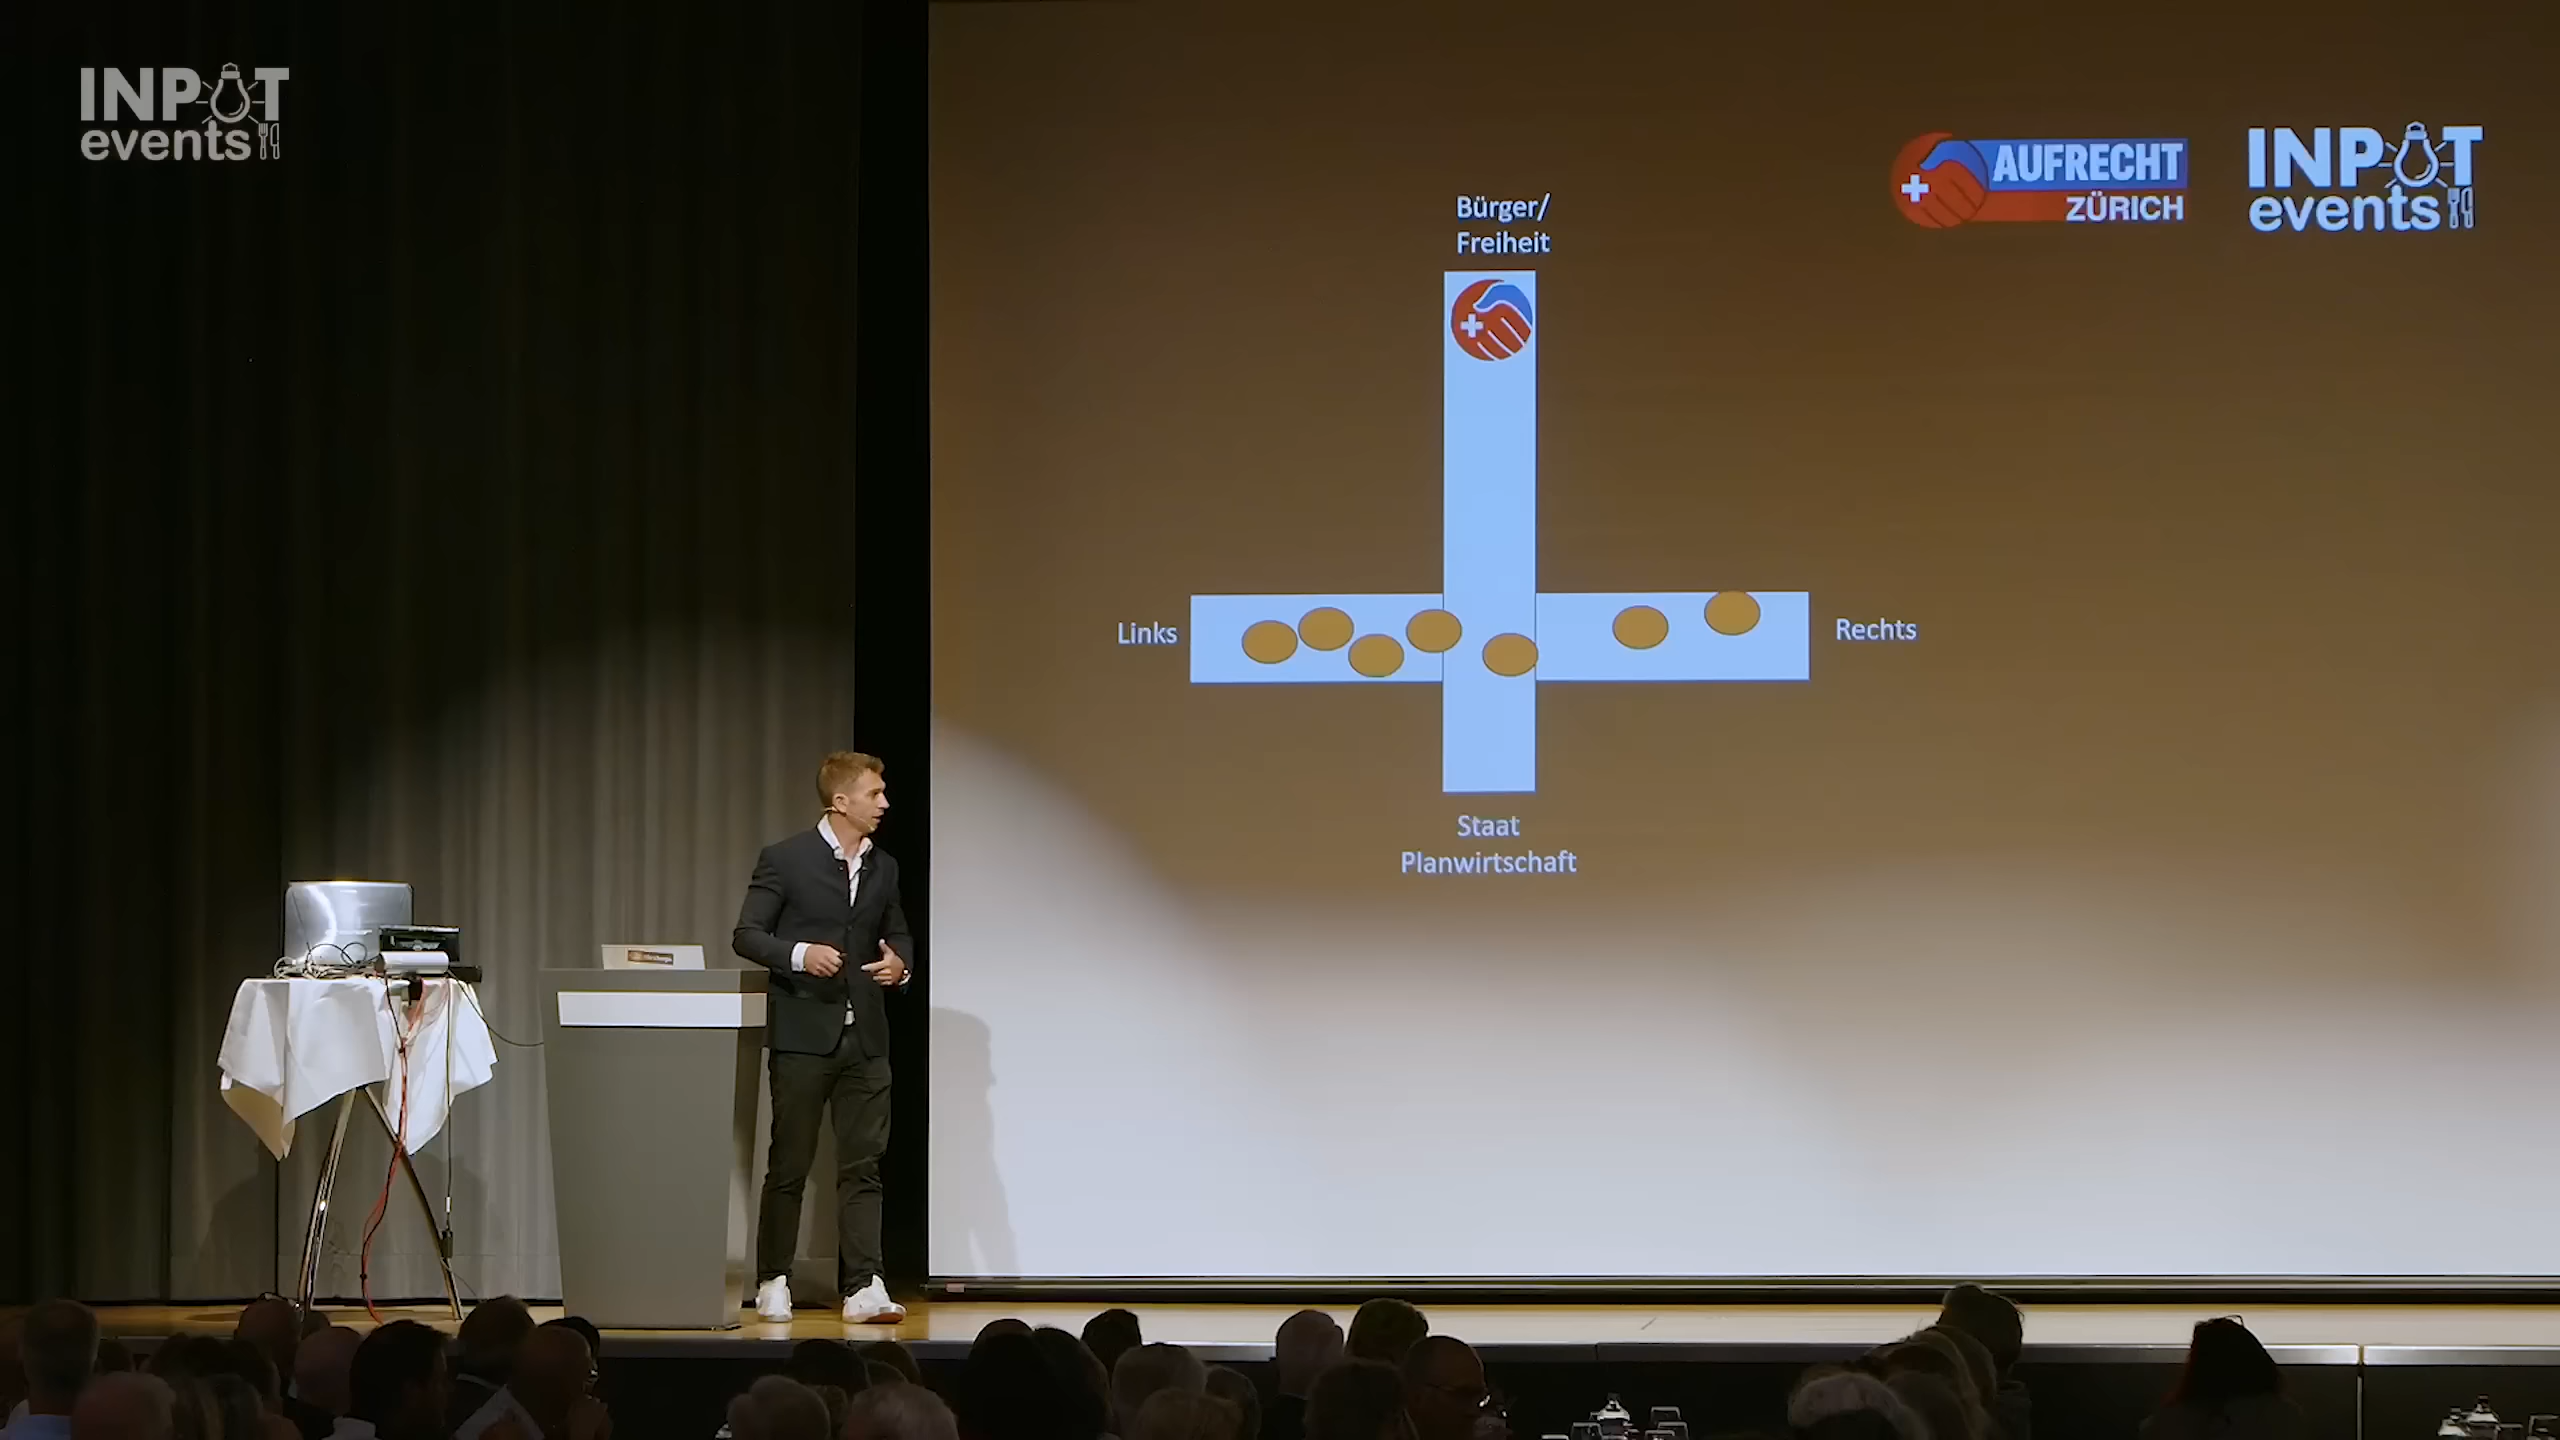 INPUT
events
AUFRECHT
ZÜRICH
INPUT
events
Bürger/
Freiheit
Links
Rechts
Staat
Planwirtschaft